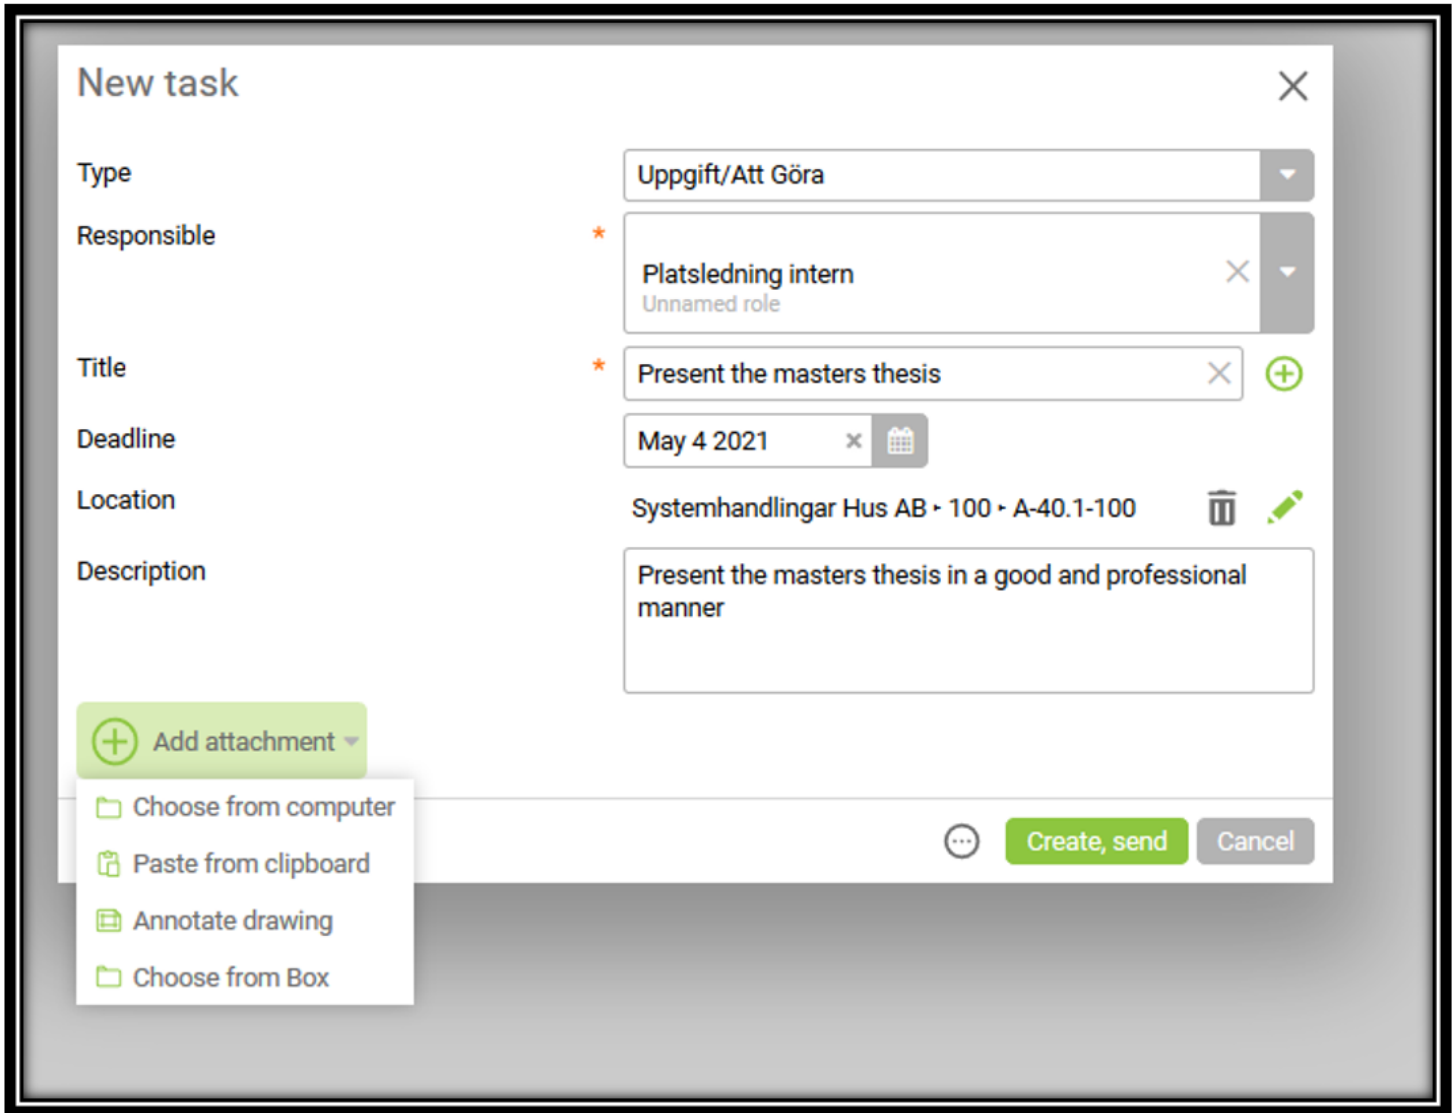 New task
Type
Uppgift/Att Göra
Responsible *
Platsledning intern
Unnamed role
Title *
Present the masters thesis
Deadline
May 4 2021
Location
Systemhandlingar Hus AB ‣ 100 ‣ A-40.1-100
Description
Present the masters thesis in a good and professional
manner
Add attachment
Choose from computer
Paste from clipboard
Annotate drawing
Choose from Box
Create, send
Cancel